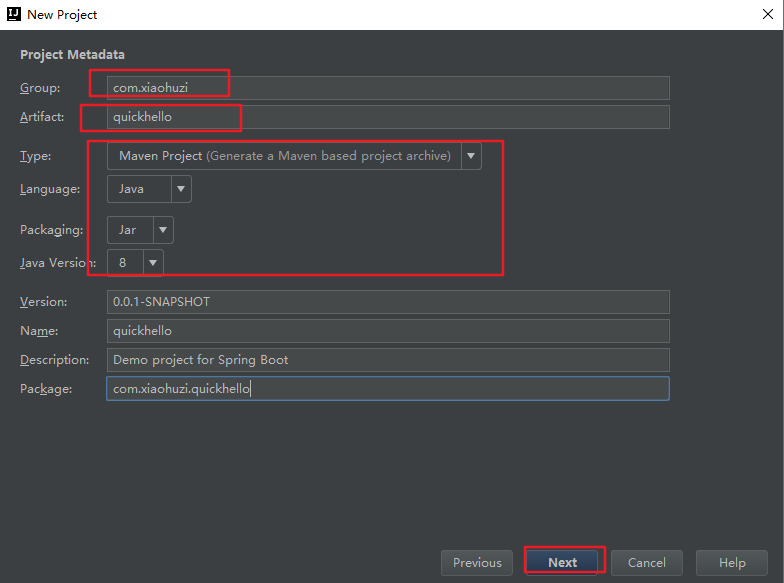 New Project
Project Metadata
Group: com.xiaohuzi
Artifact: quickhello
Type: Maven Project (Generate a Maven based project archive)
Language: Java
Packaging: Jar
Java Version: 8
Version: 0.0.1-SNAPSHOT
Name: quickhello
Description: Demo project for Spring Boot
Package: com.xiaohuzi.quickhello
Previous Next Cancel Help